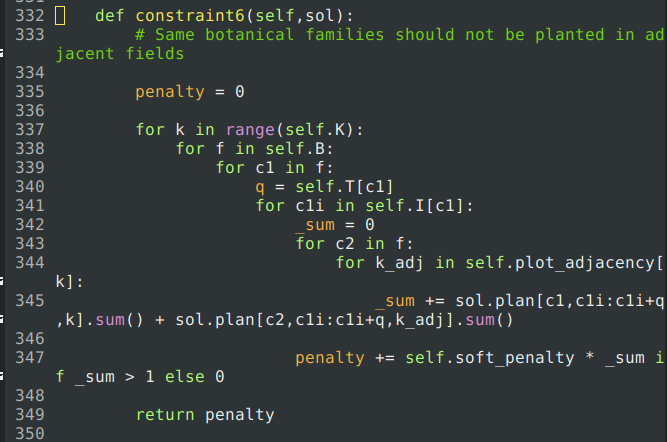 332 def constraint6(self,sol):
333 # Same botanical families should not be planted in ad
jacent fields
334
335 penalty = 0
336
337 for k in range(self.K):
338 for f in self.B:
339 for c1 in f:
340 q = self.T[c1]
341 for c1i in self.I[c1]:
342 _sum = 0
343 for c2 in f:
344 for k_adj in self.plot_adjacency[
k]:
345 _sum += sol.plan[c1,c1i:c1i+q
,k].sum() + sol.plan[c2,c1i:c1i+q,k_adj].sum()
346
347 penalty += self.soft_penalty * _sum i
f _sum > 1 else 0
348
349 return penalty
350